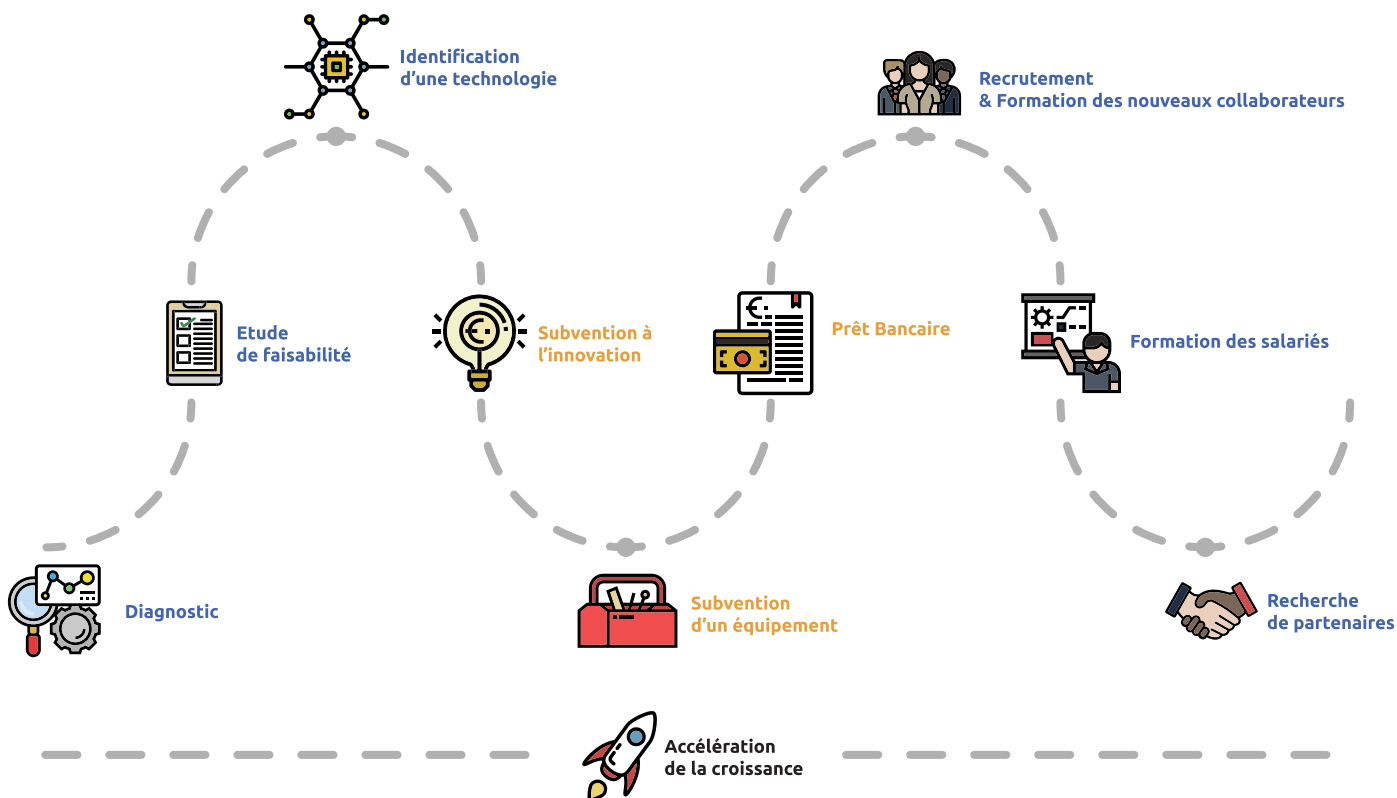 Identification
d'une technologie
Recrutement
& Formation des nouveaux collaborateurs
Etude
de faisabilité
Subvention à
l'innovation
Prêt Bancaire
Formation des salariés
Diagnostic
Subvention
d'un équipement
Recherche
de partenaires
Accélération
de la croissance